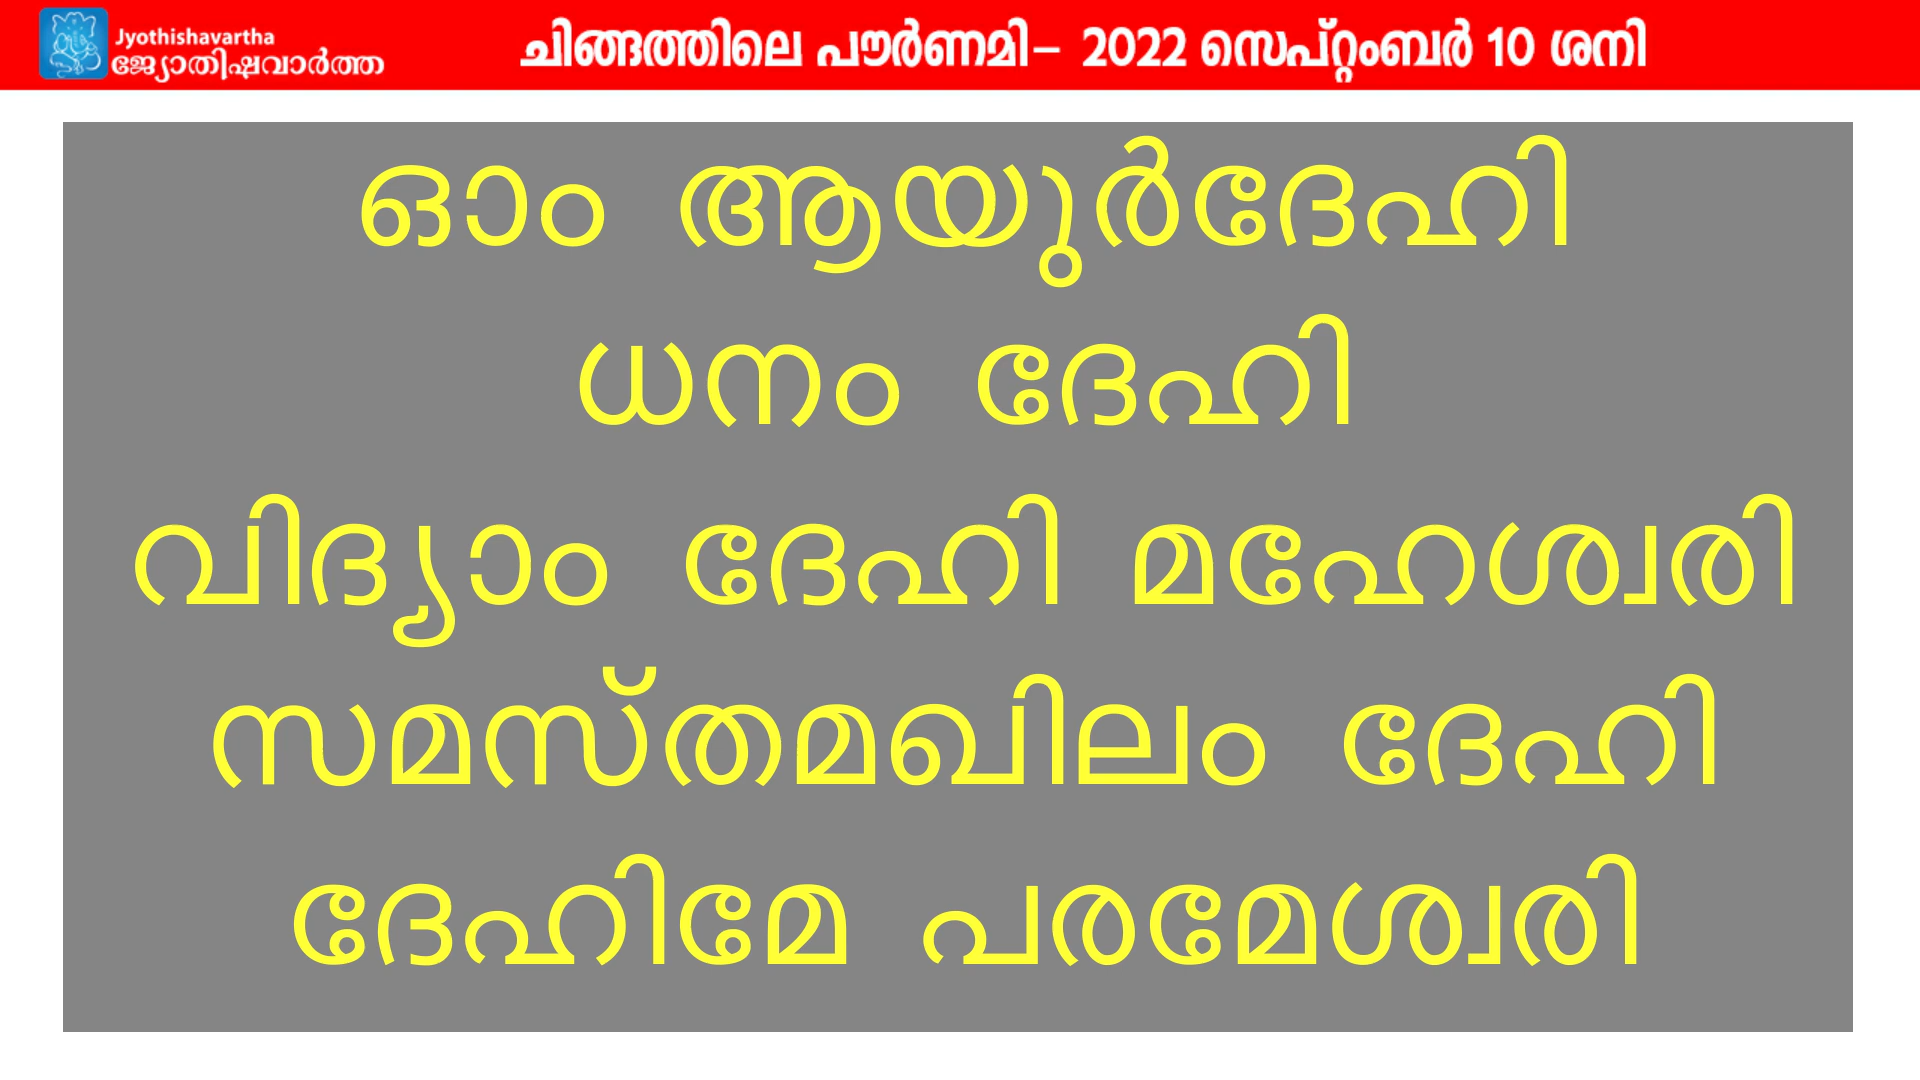 Jyothishavartha
ജ്യോതിഷവാർത്ത
ചിങ്ങത്തിലെ പൗർണമി– 2022 സെപ്റ്റംബർ 10 ശനി
ഓം ആയുർദേഹി
ധനം ദേഹി
വിദ്യാം ദേഹി മഹേശ്വരി
സമസ്തമഖിലം ദേഹി
ദേഹിമേ പരമേശ്വരി